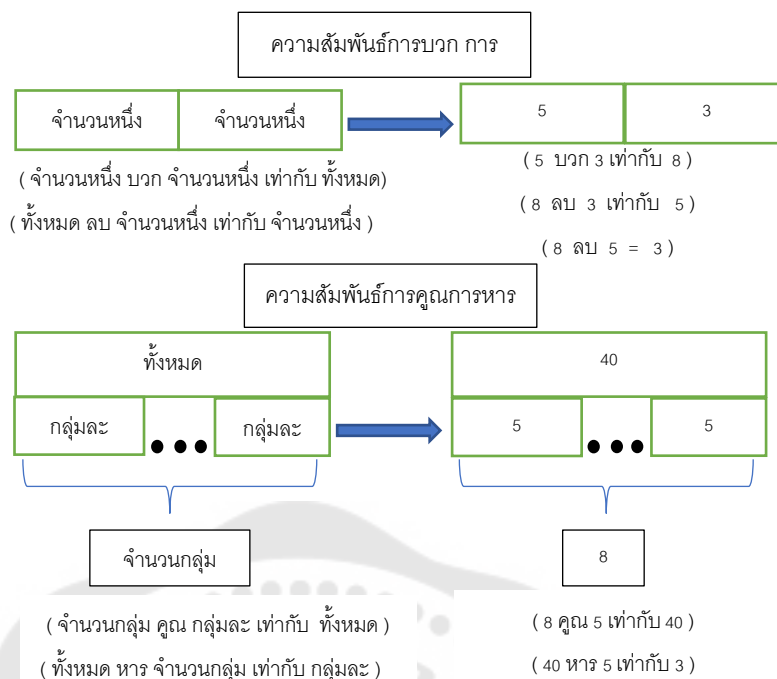 ความสัมพันธ์การบวก การ
จำนวนหนึ่ง จำนวนหนึ่ง 5 3
( จำนวนหนึ่ง บวก จำนวนหนึ่ง เท่ากับ ทั้งหมด)
( ทั้งหมด ลบ จำนวนหนึ่ง เท่ากับ จำนวนหนึ่ง )
( 5 บวก 3 เท่ากับ 8 )
( 8 ลบ 3 เท่ากับ 5 )
( 8 ลบ 5 = 3 )
ความสัมพันธ์การคูณการหาร
ทั้งหมด 40
กลุ่มละ ••• กลุ่มละ 5 ••• 5
จำนวนกลุ่ม 8
( จำนวนกลุ่ม คูณ กลุ่มละ เท่ากับ ทั้งหมด )
( ทั้งหมด หาร จำนวนกลุ่ม เท่ากับ กลุ่มละ )
( 8 คูณ 5 เท่ากับ 40 )
( 40 หาร 5 เท่ากับ 3 )